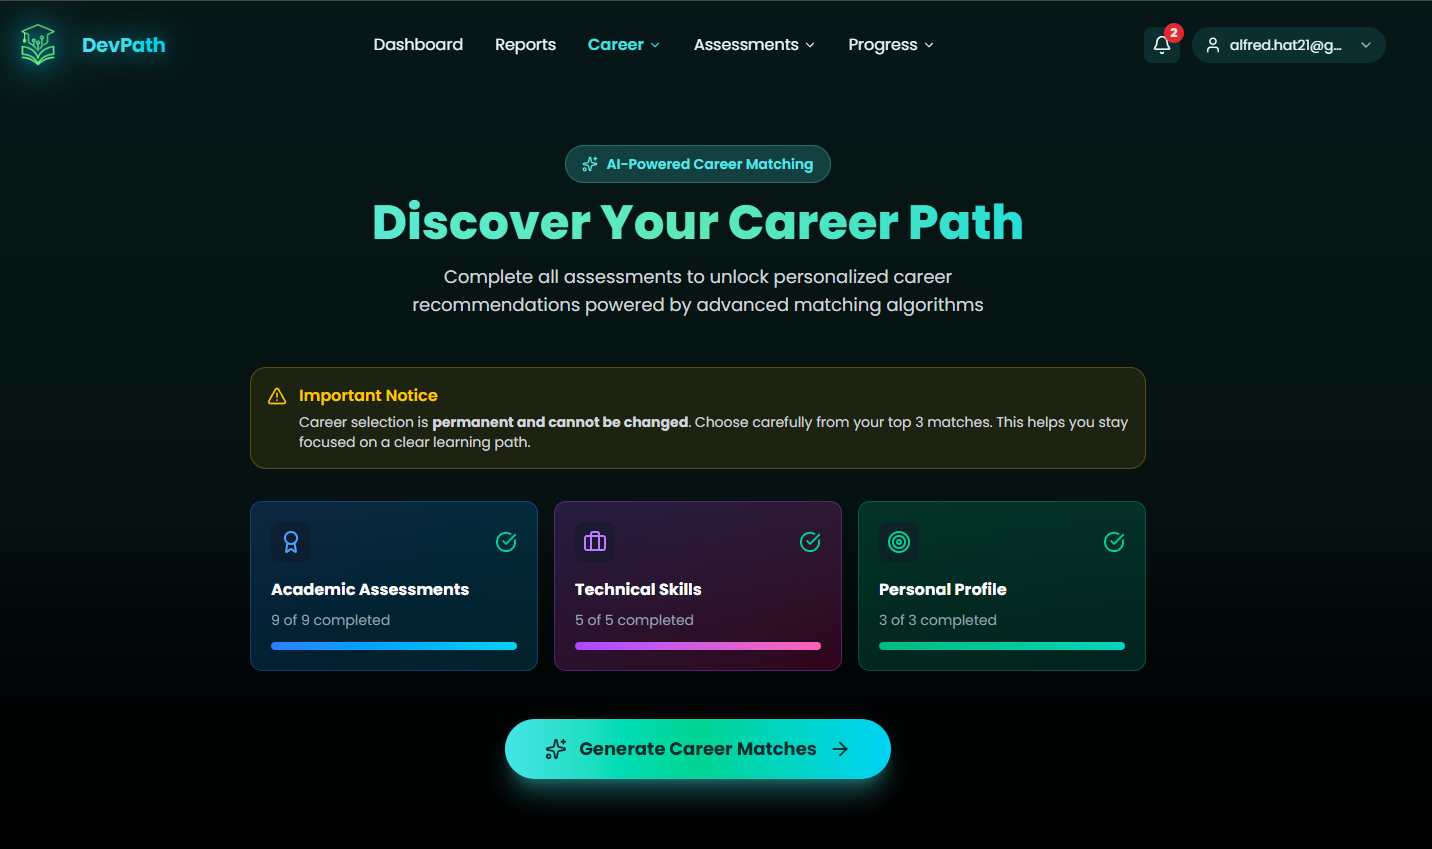 DevPath
Dashboard
Reports
Career
Assessments
Progress
2
alfred.hat21@g...
AI-Powered Career Matching
Discover Your Career Path
Complete all assessments to unlock personalized career
recommendations powered by advanced matching algorithms
Important Notice
Career selection is permanent and cannot be changed. Choose carefully from your top 3 matches. This helps you stay
focused on a clear learning path.
Academic Assessments
9 of 9 completed
Technical Skills
5 of 5 completed
Personal Profile
3 of 3 completed
Generate Career Matches